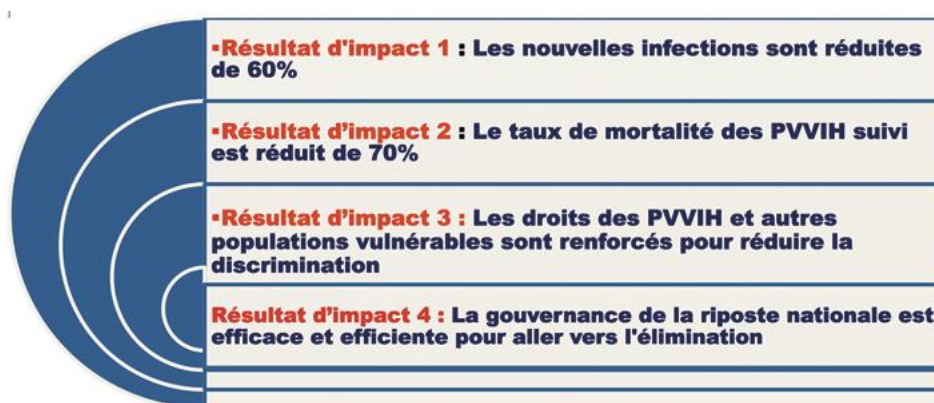 ▪Résultat d'impact 1 : Les nouvelles infections sont réduites
de 60%
▪Résultat d’impact 2 : Le taux de mortalité des PVVIH suivi
est réduit de 70%
▪Résultat d’impact 3 : Les droits des PVVIH et autres
populations vulnérables sont renforcés pour réduire la
discrimination
Résultat d’impact 4 : La gouvernance de la riposte nationale est
efficace et efficiente pour aller vers l'élimination